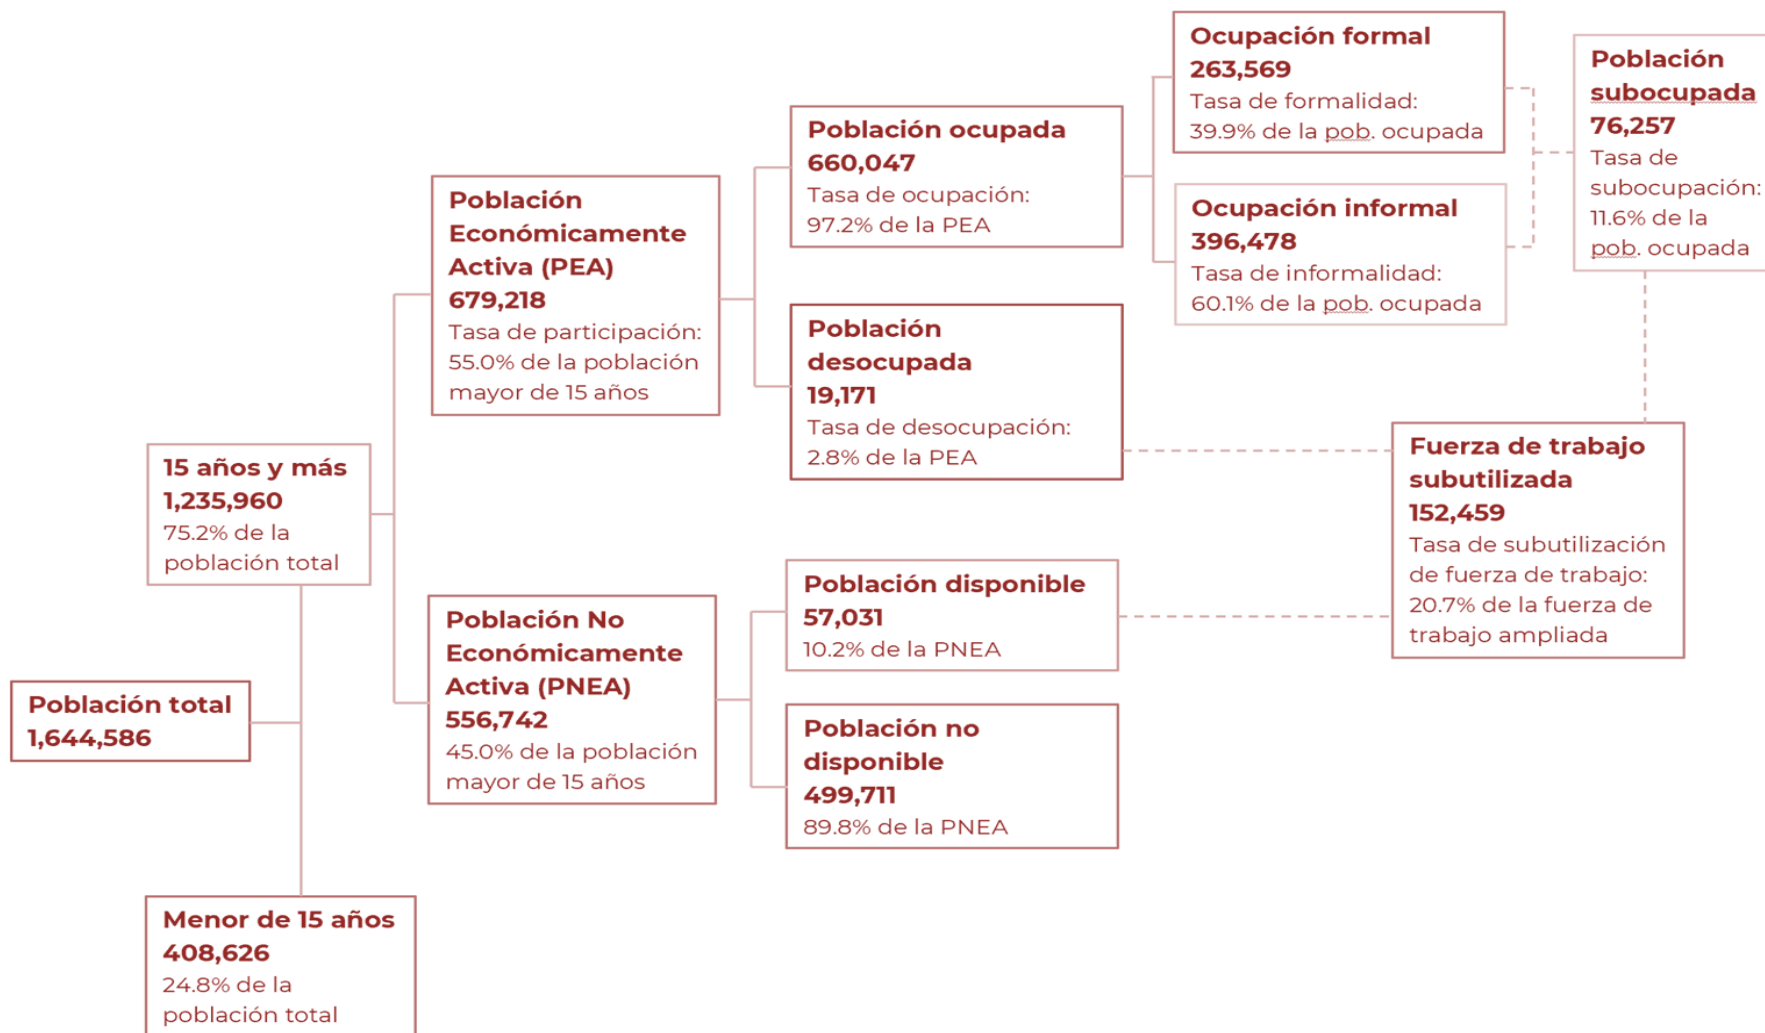 Población total
1,644,586
15 años y más
1,235,960
75.2% de la
población total
Menor de 15 años
408,626
24.8% de la
población total
Población
Económicamente
Activa (PEA)
679,218
Tasa de participación:
55.0% de la población
mayor de 15 años
Población No
Económicamente
Activa (PNEA)
556,742
45.0% de la población
mayor de 15 años
Población ocupada
660,047
Tasa de ocupación:
97.2% de la PEA
Población
desocupada
19,171
Tasa de desocupación:
2.8% de la PEA
Población disponible
57,031
10.2% de la PNEA
Población no
disponible
499,711
89.8% de la PNEA
Ocupación formal
263,569
Tasa de formalidad:
39.9% de la pob. ocupada
Ocupación informal
396,478
Tasa de informalidad:
60.1% de la pob. ocupada
Población
subocupada
76,257
Tasa de
subocupación:
11.6% de la
pob. ocupada
Fuerza de trabajo
subutilizada
152,459
Tasa de subutilización
de fuerza de trabajo:
20.7% de la fuerza de
trabajo ampliada